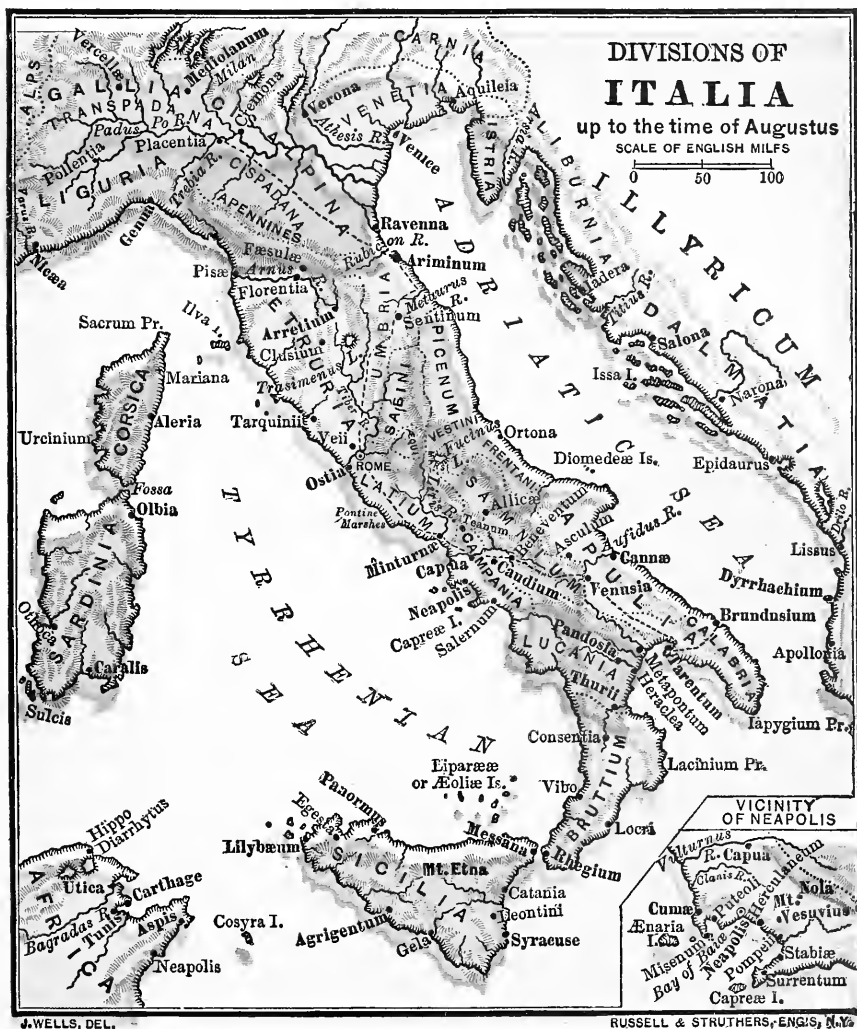 DIVISIONS OF
ITALIA
up to the time of Augustus
SCALE OF ENGLISH MILFS
0 50 100
ALPS
Vercellæ
Mediolanum
Milan
Cremona
GALLIA CISALPINA
TRANSPADANA
Padus Po R.
Pollentia
Placentia
LIGURIA
Trebia R.
CISPADANA
APENNINES
Varus R.
Nicæa
Genua
CARNIA
VENETIA
Verona
Athesis R.
Aquileia
Venice
ISTRIA
Arsia R.
LIBURNIA
ILLYRICUM
DALMATIA
Jadera
Titius R.
Salona
Issa I.
Narona
Epidaurus
Drilo R.
Lissus
Dyrrhachium
Apollonia
ADRIATIC SEA
Ravenna
Rubicon R.
Ariminum
Fæsulæ
Arnus R.
Pisæ
Florentia
ETRURIA
Arretium
Clusium
Trasimenus L.
Tiber R.
UMBRIA
Metaurus R.
Sentinum
PICENUM
SABINI
Ilva I.
Sacrum Pr.
Mariana
CORSICA
Aleria
Urcinium
Fossa
Olbia
SARDINIA
Othoca
Caralis
Sulcis
Tarquinii
Veii
ROME
Ostia
ÆQUI
VESTINI
Fucinus L.
Ortona
FRENTANI
LATIUM
Pontine Marshes
Liris R.
Teanum
SAMNIUM
Allicæ
Diomedeæ Is.
Minturnæ
Capua
CAMPANIA
Caudium
Beneventum
Asculum
Aufidus R.
Cannæ
APULIA
Venusia
Neapolis
Capreæ I.
Salernum
LUCANIA
Pandosia
CALABRIA
Brundusium
Tarentum
Metapontum
Heraclea
Thurii
Iapygium Pr.
TYRRHENIAN SEA
Consentia
Lacinium Pr.
BRUTTIUM
Vibo
Locri
Rhegium
Liparææ
or Æoliæ Is.
Panormus
Egesta
Lilybæum
Messana
SICILIA
Mt. Etna
Catania
Leontini
Agrigentum
Gela
Syracuse
Cosyra I.
Hippo
Diarrhytus
AFRICA
Utica
Carthage
Bagradas R.
Tunis
Aspis
Neapolis
VICINITY
OF NEAPOLIS
Vulturnus
R. Capua
Clanis R.
Puteoli
Herculaneum
Nola
Mt.
Vesuvius
Cumæ
Ænaria
I.
Misenum
Bay of Baiæ
Neapolis
Pompeii
Stabiæ
Surrentum
Capreæ I.
J. WELLS, DEL.
RUSSELL & STRUTHERS, ENG'S, N.Y.